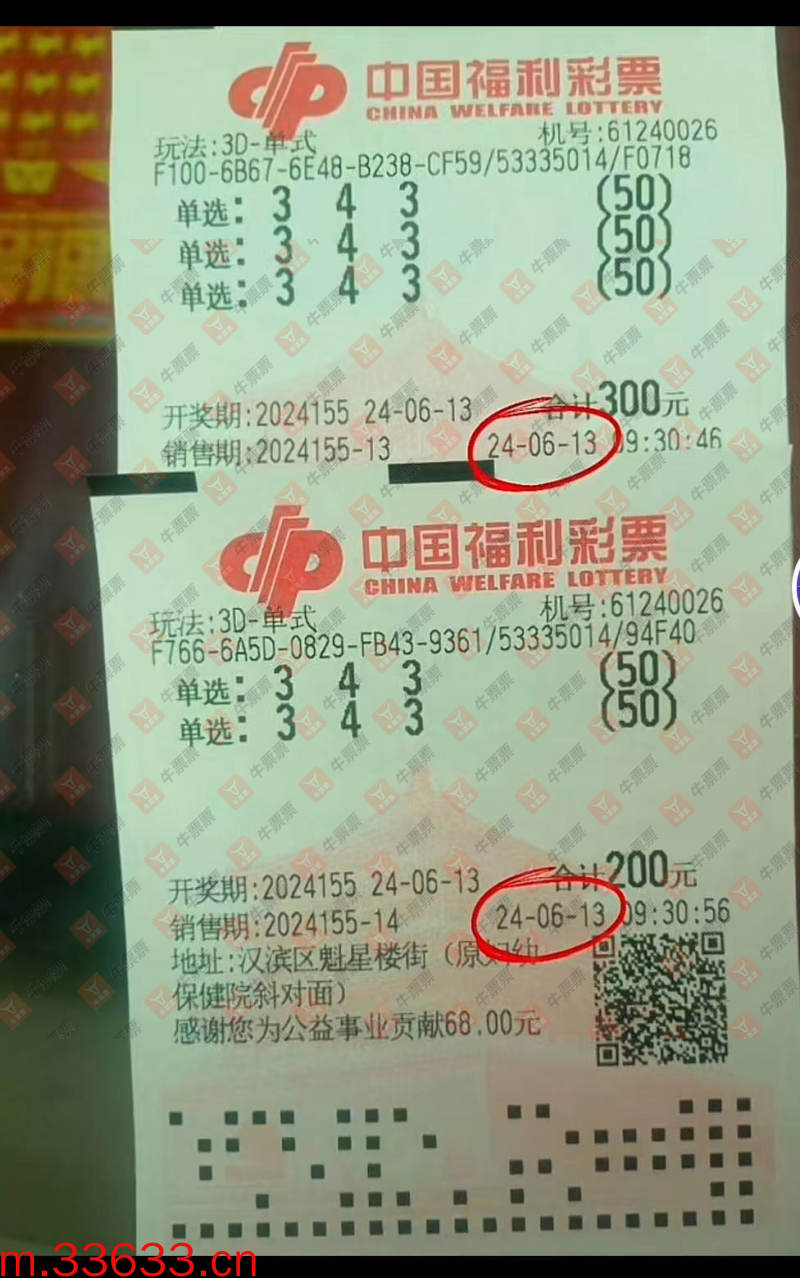 中国福利彩票
CHINA WELFARE LOTTERY
玩法:3D-单式 机号:61240026
F100-6B67-6E48-B238-CF59/53335014/F0718
单选: 3 4 3 (50)
单选: 3 4 3 (50)
单选: 3 4 3 (50)
合计300元
开奖期:2024155 24-06-13
销售期:2024155-13 24-06-13 09:30:46
中国福利彩票
CHINA WELFARE LOTTERY
玩法:3D-单式 机号:61240026
F766-6A5D-0829-FB43-9361/53335014/94F40
单选: 3 4 3 (50)
单选: 3 4 3 (50)
合计200元
开奖期:2024155 24-06-13
销售期:2024155-14 24-06-13 09:30:56
地址:汉滨区魁星楼街(原妇幼
保健院斜对面)
感谢您为公益事业贡献68.00元
牛票票
m.33633.cn